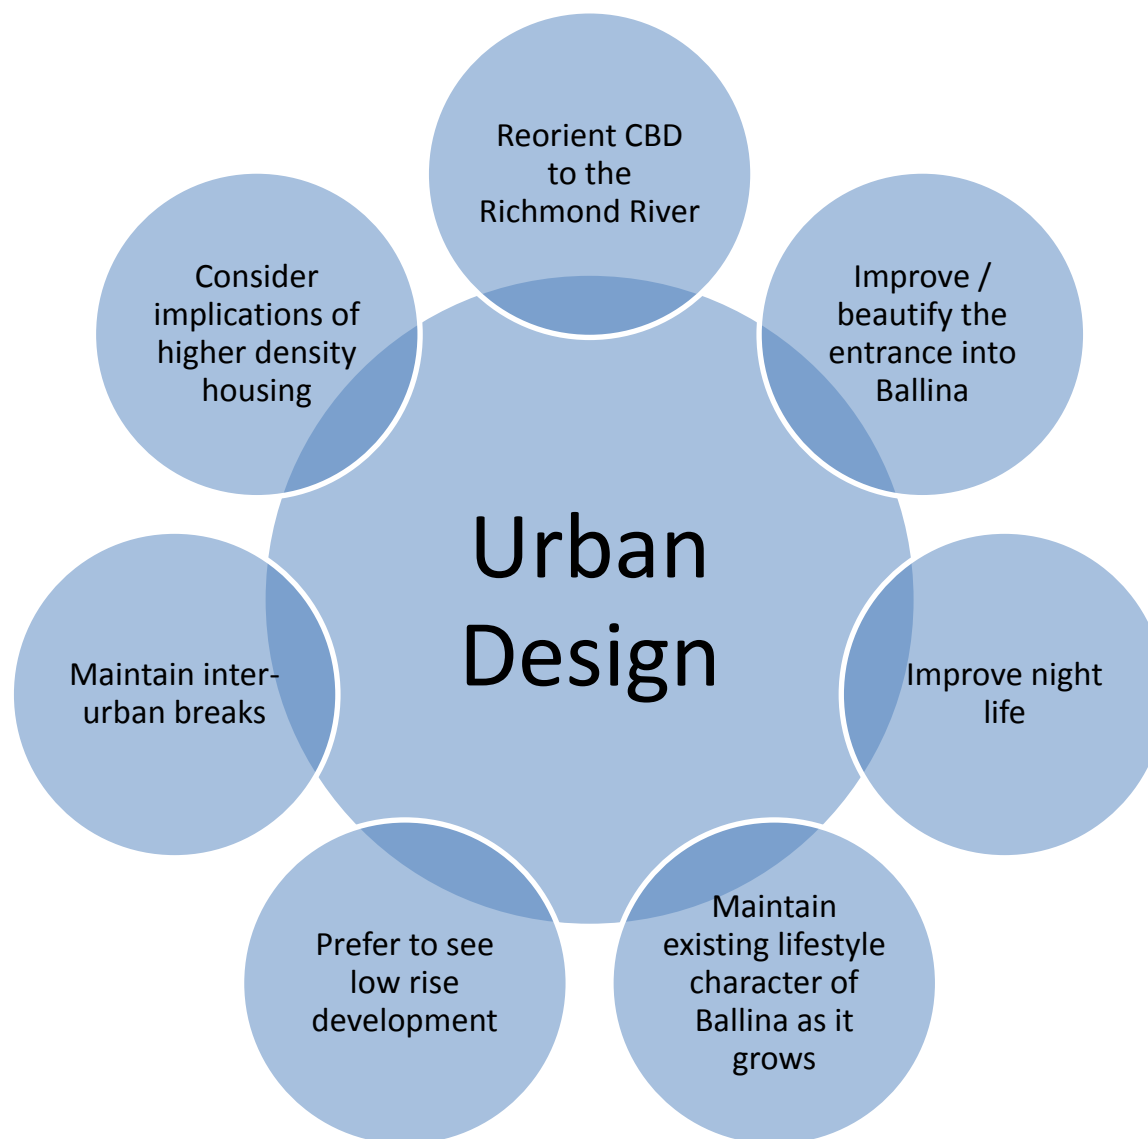 Reorient CBD
to the
Richmond River
Improve /
beautify the
entrance into
Ballina
Improve night
life
Maintain
existing lifestyle
character of
Ballina as it
grows
Prefer to see
low rise
development
Maintain inter-
urban breaks
Consider
implications of
higher density
housing
Urban
Design